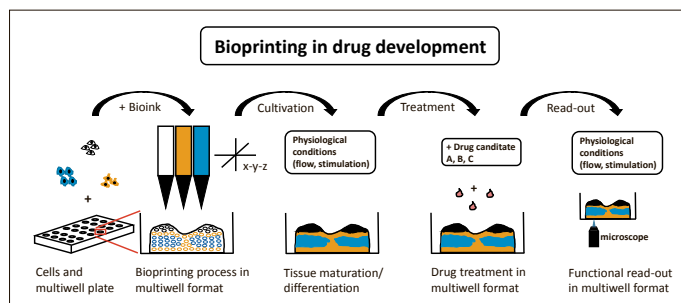 Bioprinting in drug development
+ Bioink
Cultivation
Treatment
Read-out
x-y-z
Physiological
conditions
(flow, stimulation)
+ Drug canditate
A, B, C
Physiological
conditions
(flow, stimulation)
+
+
microscope
Cells and
multiwell plate
Bioprinting process in
multiwell format
Tissue maturation/
differentiation
Drug treatment in
multiwell format
Functional read-out
in multiwell format